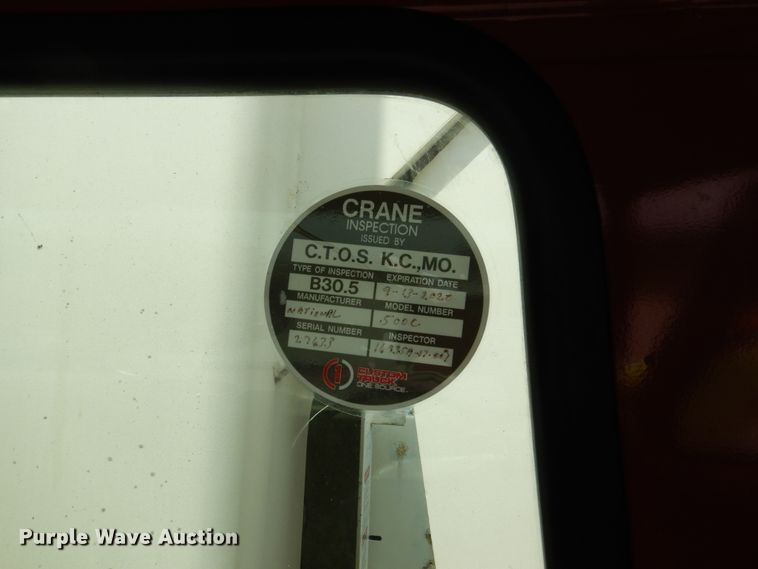 CRANE
INSPECTION
ISSUED BY
C.T.O.S. K.C.,MO.
TYPE OF INSPECTION EXPIRATION DATE
B30.5
MANUFACTURER MODEL NUMBER
NATIONAL 500C
SERIAL NUMBER INSPECTOR
CUSTOM
TRUCK
ONE SOURCE
Purple Wave Auction